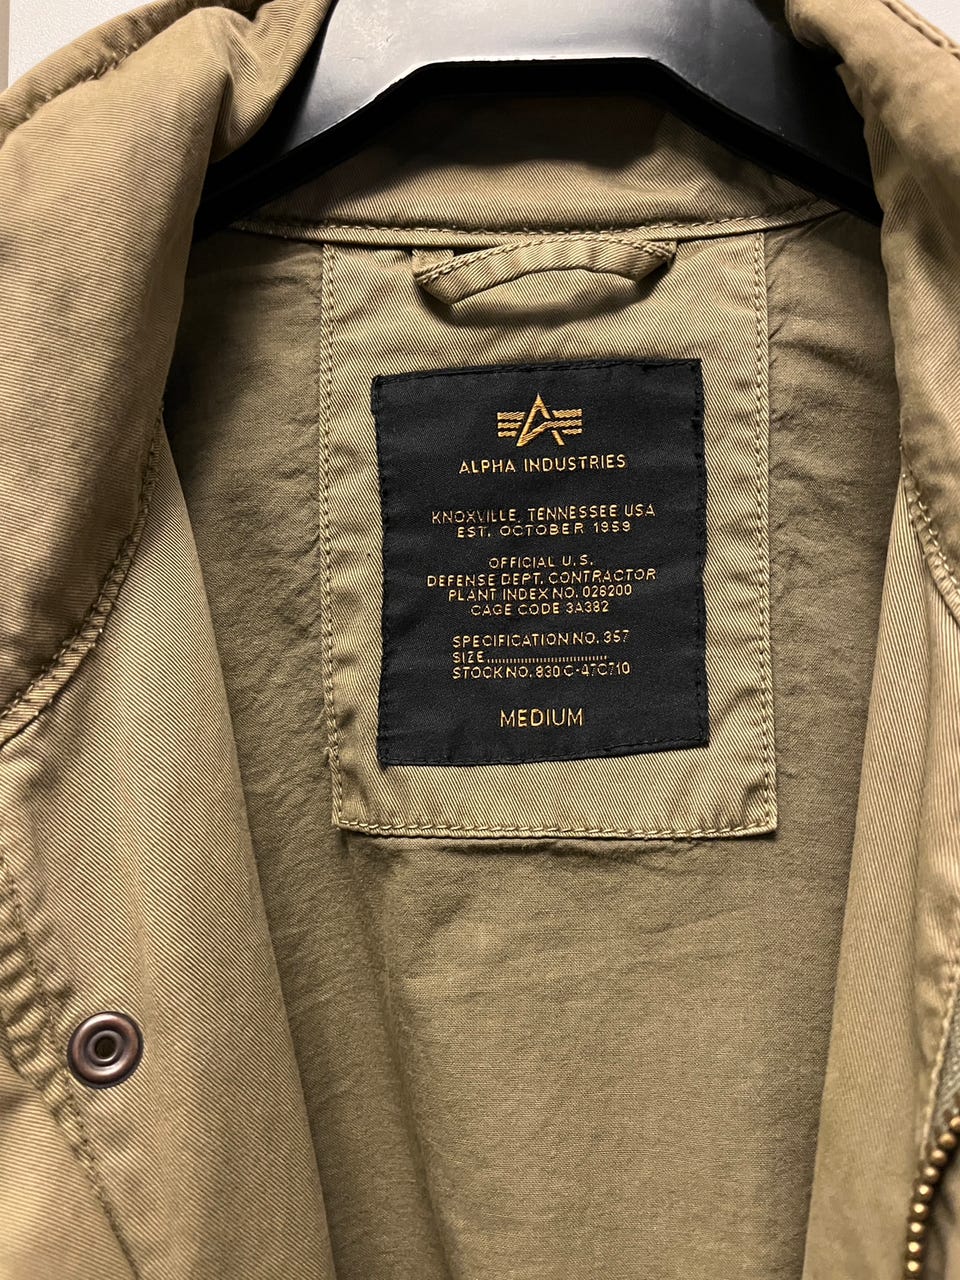 ALPHA INDUSTRIES
KNOXVILLE, TENNESSEE USA
EST. OCTOBER 1959
OFFICIAL U.S.
DEFENSE DEPT. CONTRACTOR
PLANT INDEX NO. 026200
CAGE CODE 3A382
SPECIFICATION NO. 357
SIZE..............................
STOCK NO. 830C-47C710
MEDIUM